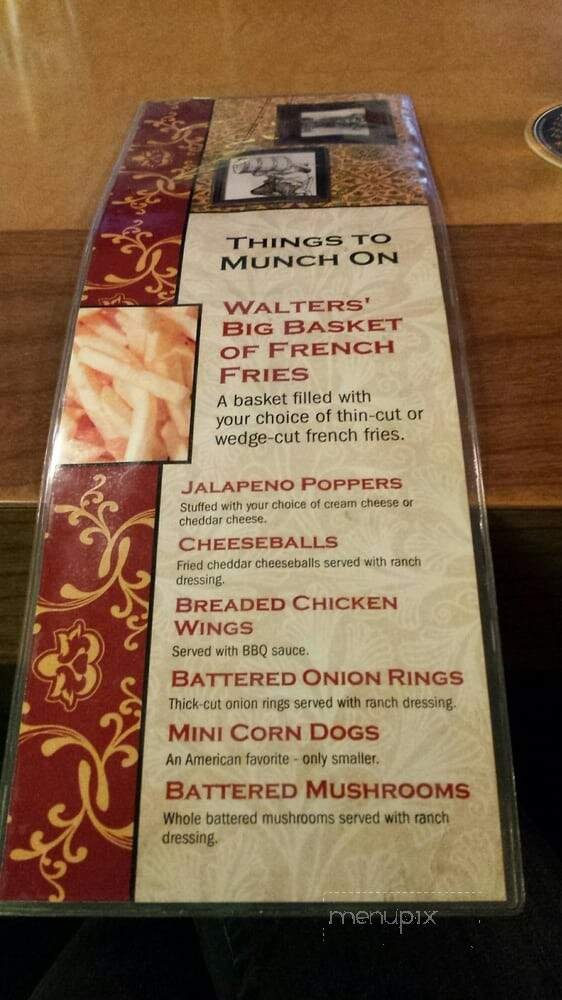 THINGS TO
MUNCH ON
WALTERS'
BIG BASKET
OF FRENCH
FRIES
A basket filled with
your choice of thin-cut or
wedge-cut french fries.
JALAPENO POPPERS
Stuffed with your choice of cream cheese or
cheddar cheese.
CHEESEBALLS
Fried cheddar cheeseballs served with ranch
dressing.
BREADED CHICKEN
WINGS
Served with BBQ sauce.
BATTERED ONION RINGS
Thick-cut onion rings served with ranch dressing.
MINI CORN DOGS
An American favorite - only smaller.
BATTERED MUSHROOMS
Whole battered mushrooms served with ranch
dressing.
menupix